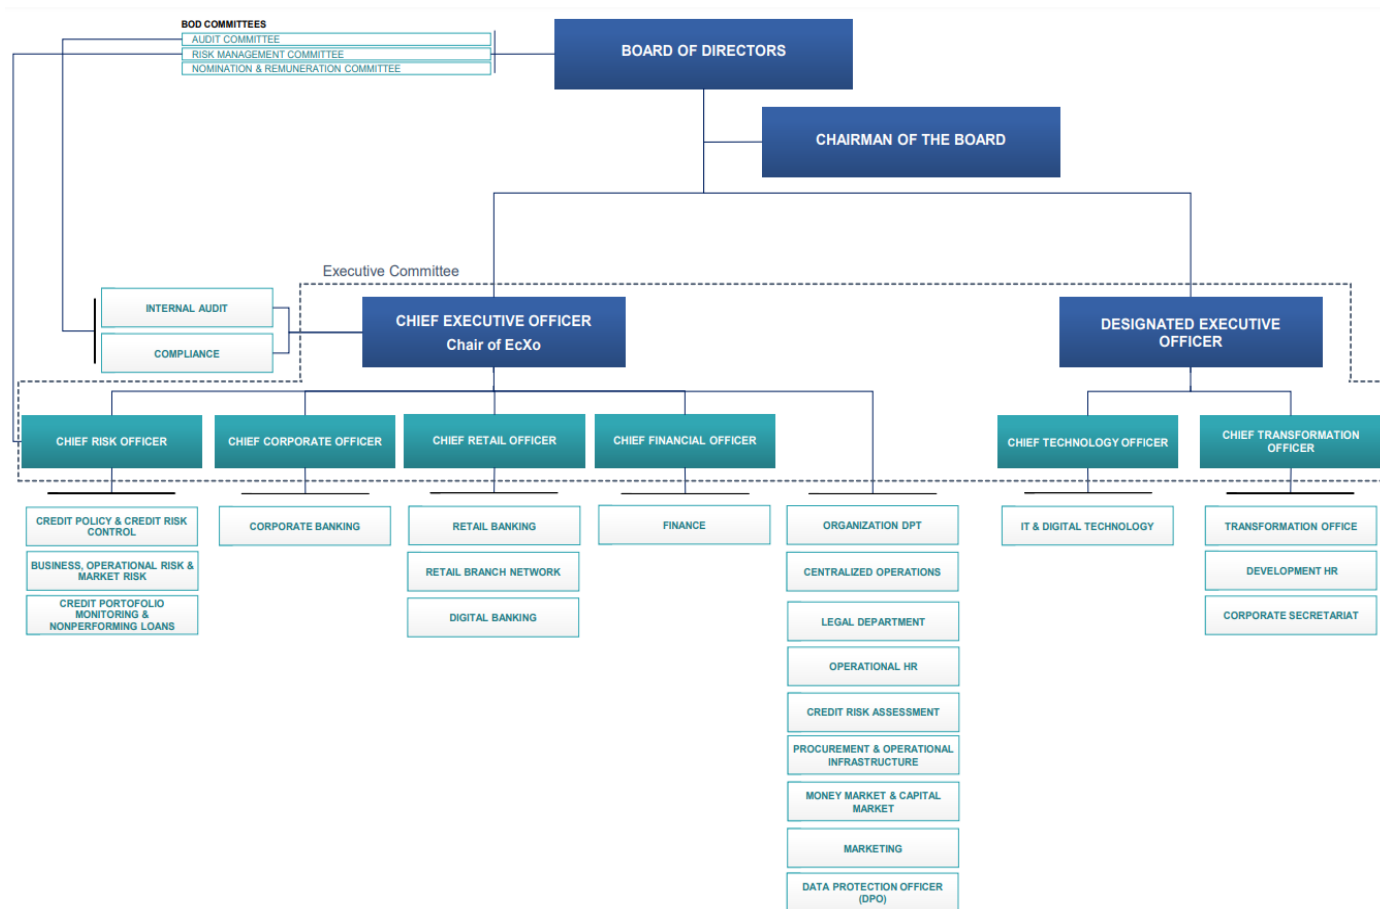 BOD COMMITTEES
AUDIT COMMITTEE
RISK MANAGEMENT COMMITTEE
NOMINATION & REMUNERATION COMMITTEE
BOARD OF DIRECTORS
CHAIRMAN OF THE BOARD
Executive Committee
INTERNAL AUDIT
COMPLIANCE
CHIEF EXECUTIVE OFFICER
Chair of EcXo
DESIGNATED EXECUTIVE
OFFICER
CHIEF RISK OFFICER
CHIEF CORPORATE OFFICER
CHIEF RETAIL OFFICER
CHIEF FINANCIAL OFFICER
CHIEF TECHNOLOGY OFFICER
CHIEF TRANSFORMATION
OFFICER
CREDIT POLICY & CREDIT RISK
CONTROL
BUSINESS, OPERATIONAL RISK &
MARKET RISK
CREDIT PORTOFOLIO
MONITORING &
NONPERFORMING LOANS
CORPORATE BANKING
RETAIL BANKING
RETAIL BRANCH NETWORK
DIGITAL BANKING
FINANCE
ORGANIZATION DPT
CENTRALIZED OPERATIONS
LEGAL DEPARTMENT
OPERATIONAL HR
CREDIT RISK ASSESSMENT
PROCUREMENT & OPERATIONAL
INFRASTRUCTURE
MONEY MARKET & CAPITAL
MARKET
MARKETING
DATA PROTECTION OFFICER
(DPO)
IT & DIGITAL TECHNOLOGY
TRANSFORMATION OFFICE
DEVELOPMENT HR
CORPORATE SECRETARIAT